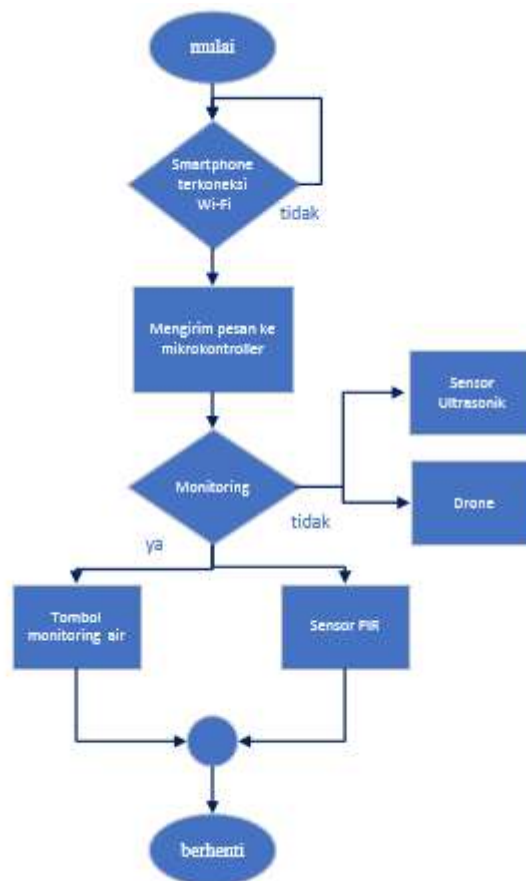 mulai
Smartphone
terkoneksi
Wi-Fi
tidak
Mengirim pesan ke
mikrokontroller
Sensor
Ultrasonik
Monitoring
Drone
tidak
ya
Tombol
monitoring air
Sensor PIR
berhenti